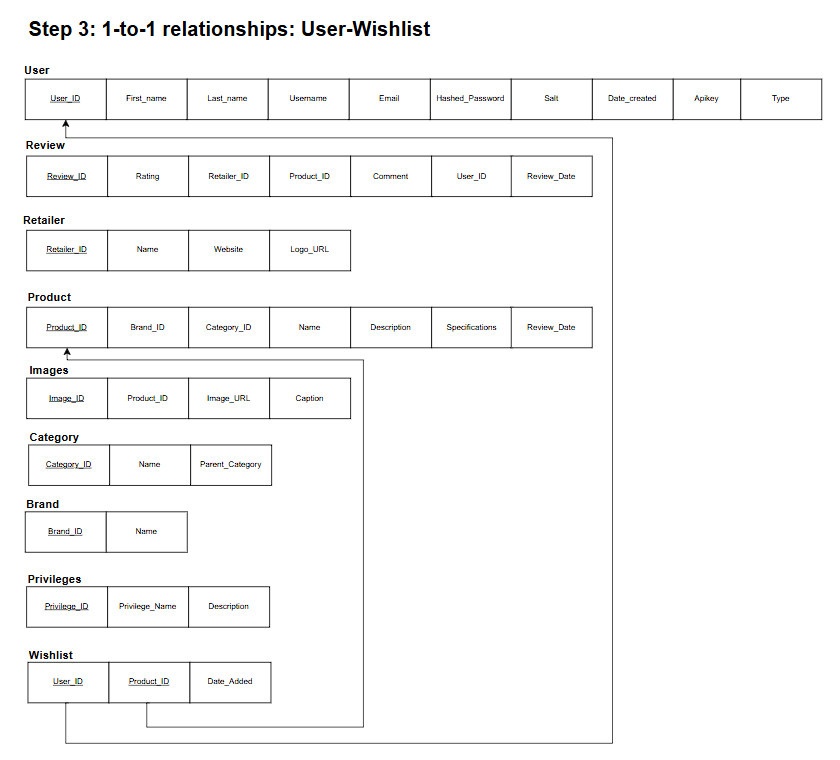 Step 3: 1-to-1 relationships: User-Wishlist
User
User_ID First_name Last_name Username Email Hashed_Password Salt Date_created Apikey Type
Review
Review_ID Rating Retailer_ID Product_ID Comment User_ID Review_Date
Retailer
Retailer_ID Name Website Logo_URL
Product
Product_ID Brand_ID Category_ID Name Description Specifications Review_Date
Images
Image_ID Product_ID Image_URL Caption
Category
Category_ID Name Parent_Category
Brand
Brand_ID Name
Privileges
Privilege_ID Privilege_Name Description
Wishlist
User_ID Product_ID Date_Added